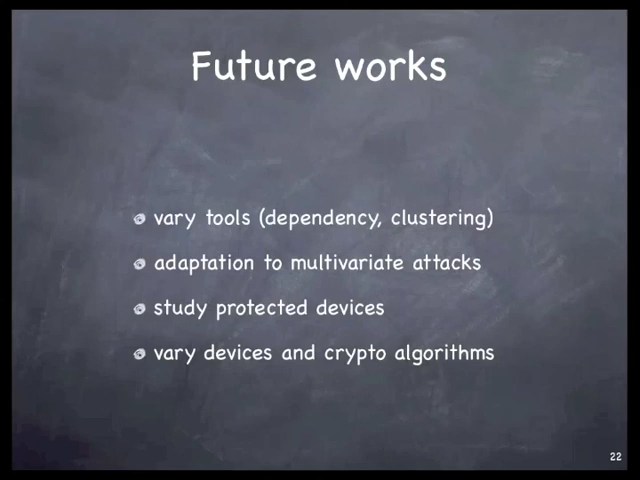 Future works
vary tools (dependency, clustering)
adaptation to multivariate attacks
study protected devices
vary devices and crypto algorithms
22